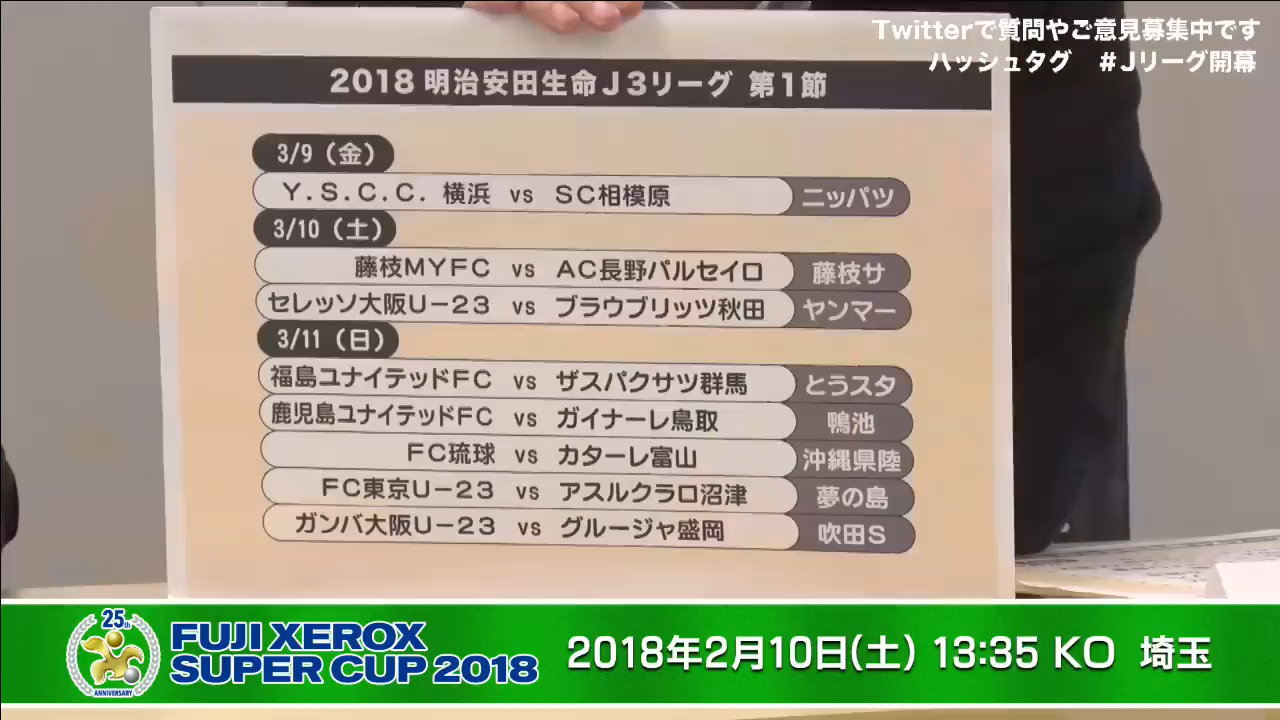 Twitterで質問やご意見募集中です
ハッシュタグ #Jリーグ開幕
2018 明治安田生命J3リーグ 第1節
3/9（金）
Y.S.C.C. 横浜 vs SC相模原 ニッパツ
3/10（土）
藤枝MYFC vs AC長野パルセイロ 藤枝サ
セレッソ大阪U-23 vs ブラウブリッツ秋田 ヤンマー
3/11（日）
福島ユナイテッドFC vs ザスパクサツ群馬 とうスタ
鹿児島ユナイテッドFC vs ガイナーレ鳥取 鴨池
FC琉球 vs カターレ富山 沖縄県陸
FC東京U-23 vs アスルクラロ沼津 夢の島
ガンバ大阪U-23 vs グルージャ盛岡 吹田S
25th
ANNIVERSARY
FUJI XEROX
SUPER CUP 2018
2018年2月10日(土) 13:35 KO 埼玉